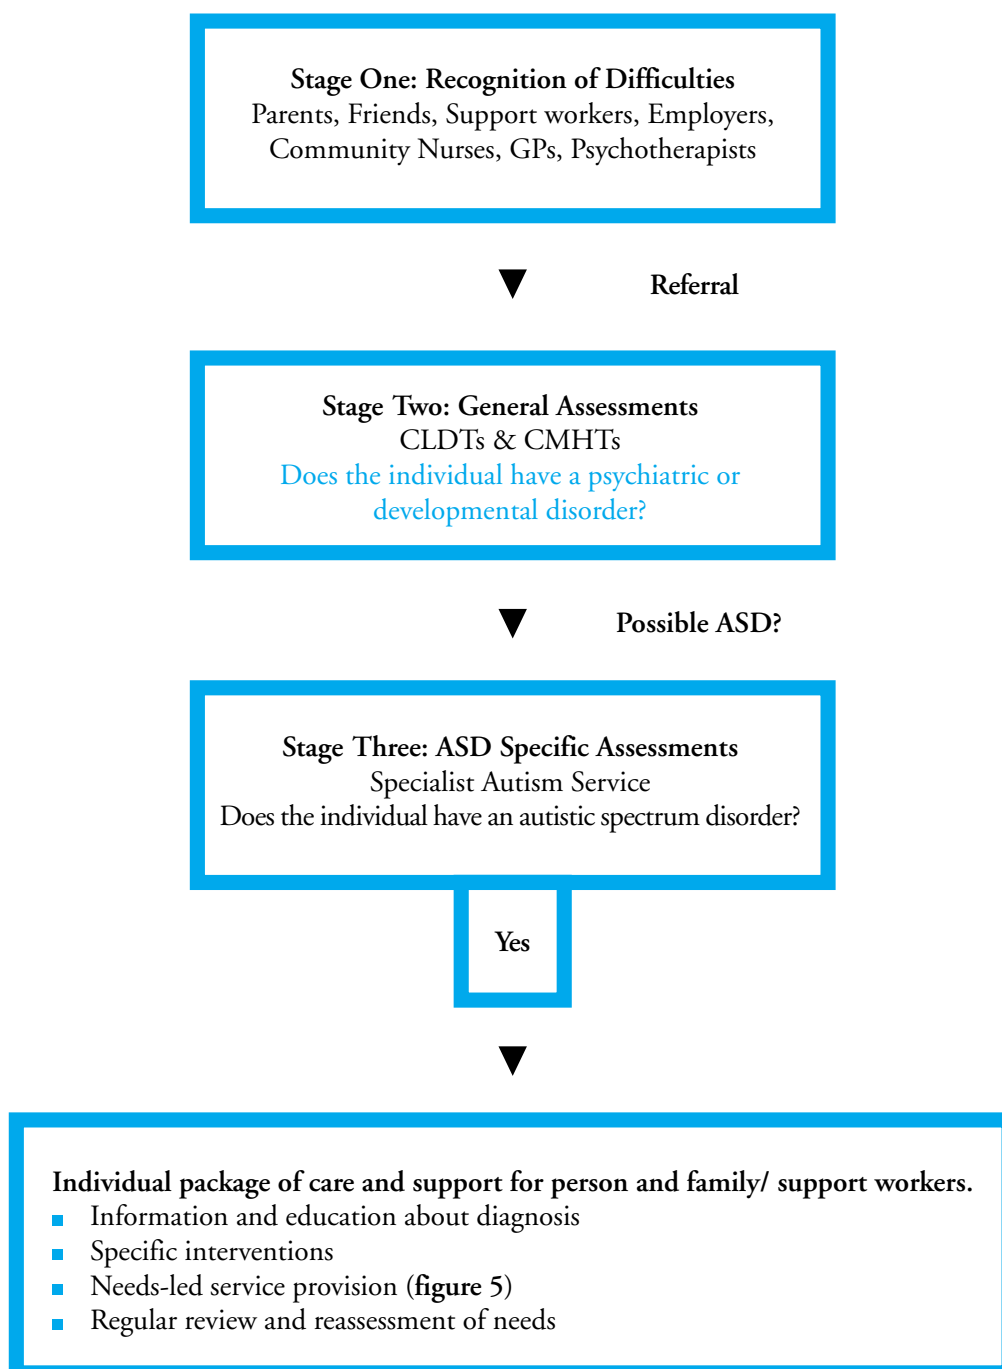 Stage One: Recognition of Difficulties
Parents, Friends, Support workers, Employers,
Community Nurses, GPs, Psychotherapists
Referral
Stage Two: General Assessments
CLDTs & CMHTs
Does the individual have a psychiatric or
developmental disorder?
Possible ASD?
Stage Three: ASD Specific Assessments
Specialist Autism Service
Does the individual have an autistic spectrum disorder?
Yes
Individual package of care and support for person and family/ support workers.
Information and education about diagnosis
Specific interventions
Needs-led service provision (figure 5)
Regular review and reassessment of needs